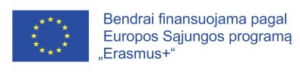 Bendrai finansuojama pagal
Europos Sąjungos programą
„Erasmus+“